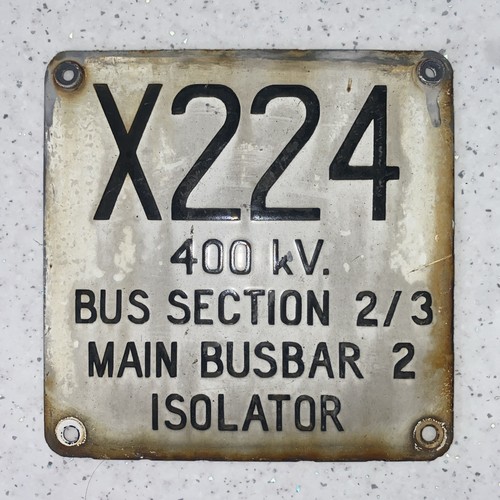 X224
400 kV.
BUS SECTION 2/3
MAIN BUSBAR 2
ISOLATOR